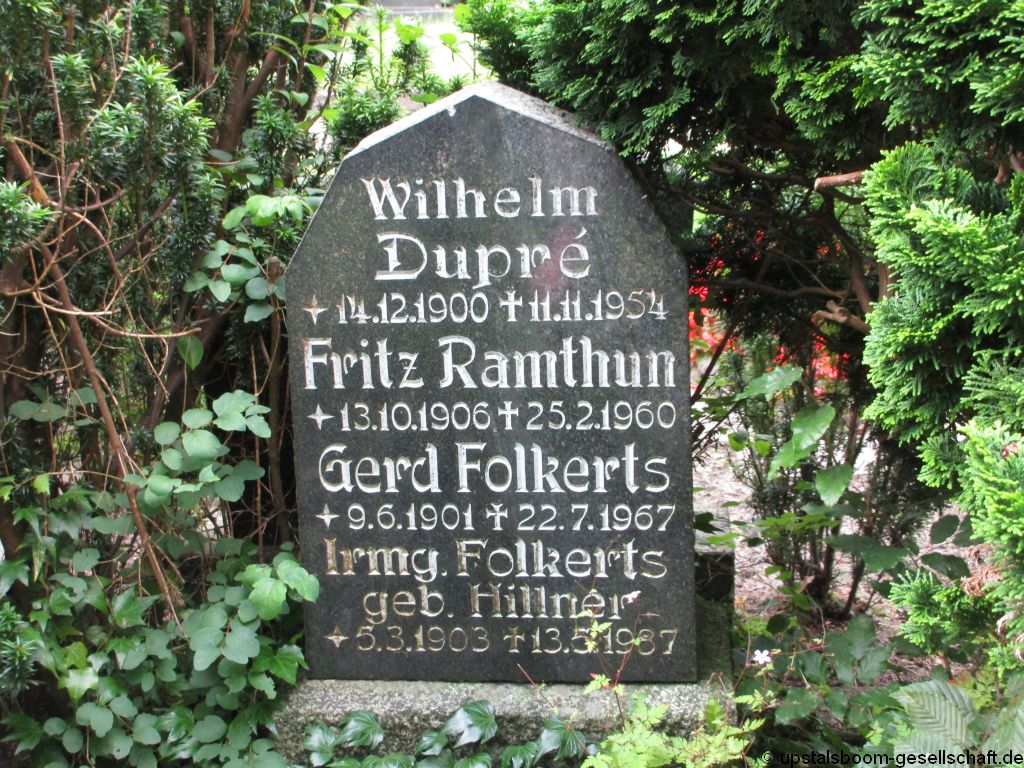 Wilhelm
Dupré
✦ 14.12.1900 ✝ 11.11.1954
Fritz Ramthun
✦ 13.10.1906 ✝ 25.2.1960
Gerd Folkerts
✦ 9.6.1901 ✝ 22.7.1967
Irmg. Folkerts
geb. Hillner
✦ 5.3.1903 ✝ 13.5.1987
© upstalsboom-gesellschaft.de